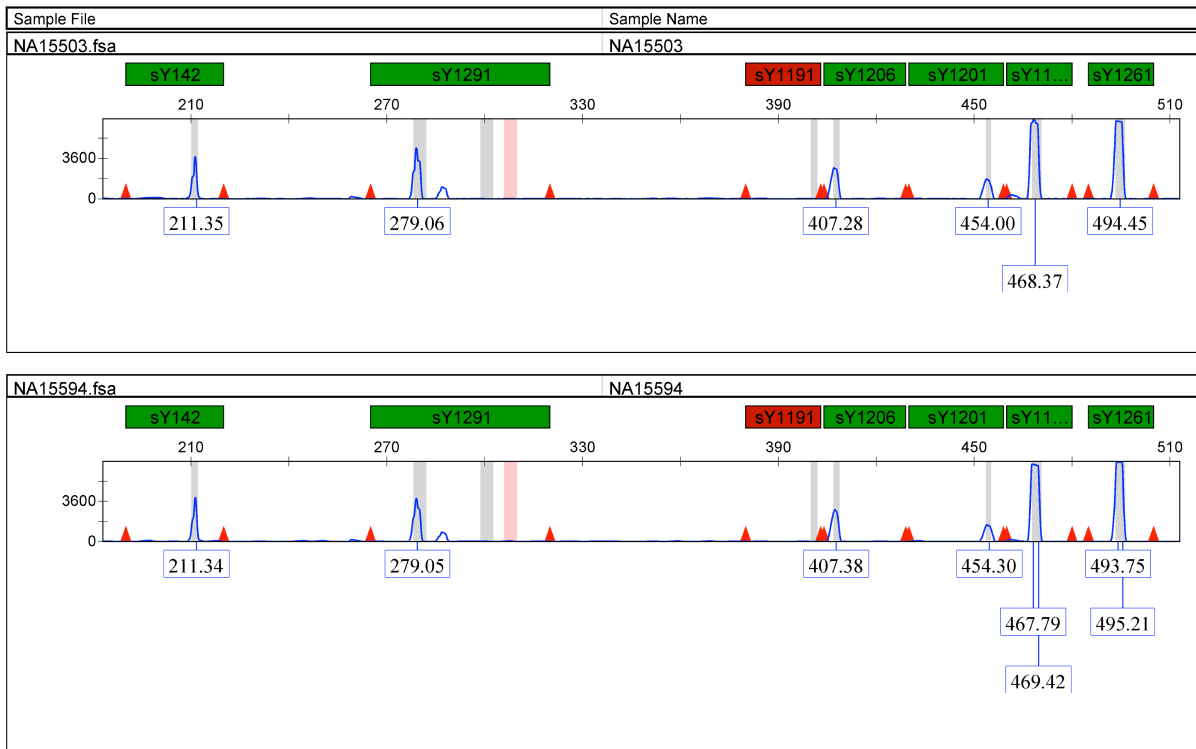 Sample File Sample Name
NA15503.fsa NA15503
sY142 sY1291 sY1191 sY1206 sY1201 sY11... sY1261
210 270 330 390 450 510
3600
0
211.35 279.06 407.28 454.00 494.45
468.37
NA15594.fsa NA15594
sY142 sY1291 sY1191 sY1206 sY1201 sY11... sY1261
210 270 330 390 450 510
3600
0
211.34 279.05 407.38 454.30 493.75
467.79 495.21
469.42